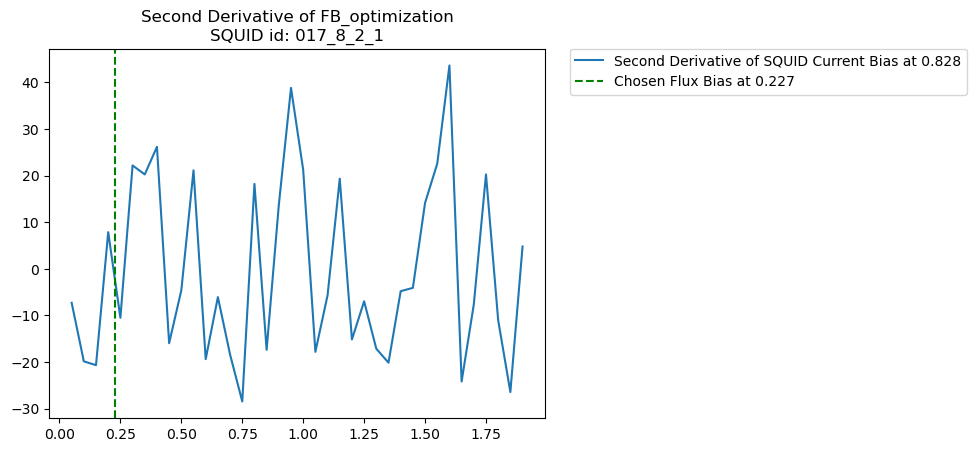 Second Derivative of FB_optimization
SQUID id: 017_8_2_1
Second Derivative of SQUID Current Bias at 0.828
Chosen Flux Bias at 0.227
40
30
20
10
0
−10
−20
−30
0.00 0.25 0.50 0.75 1.00 1.25 1.50 1.75